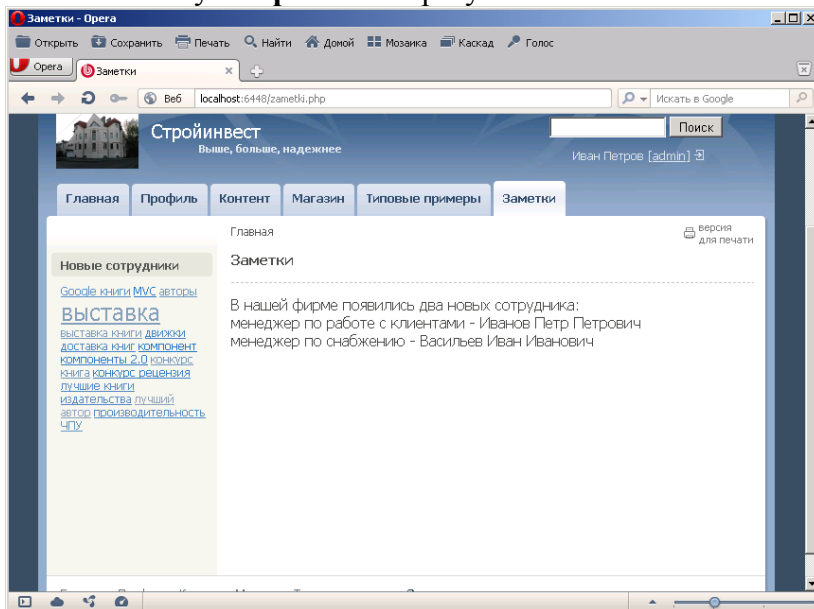 Заметки - Opera
Открыть Сохранить Печать Найти Домой Мозаика Каскад Голос
Opera Заметки
Веб localhost:6448/zametki.php Искать в Google
Стройинвест
Выше, больше, надежнее
Поиск
Иван Петров [admin]
Главная Профиль Контент Магазин Типовые примеры Заметки
Главная
версия
для печати
Новые сотрудники
Google книги MVC авторы
выставка
выставка книги движки
доставка книг компонент
компоненты 2.0 конкурс
книга конкурс рецензия
лучшие книги
издательства лучший
автор производительность
ЧПУ
Заметки
В нашей фирме появились два новых сотрудника:
менеджер по работе с клиентами - Иванов Петр Петрович
менеджер по снабжению - Васильев Иван Иванович